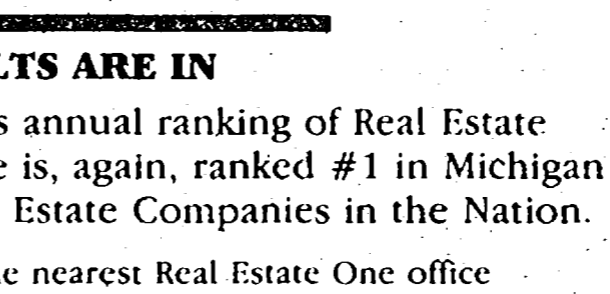 LTS ARE IN
s annual ranking of Real Estate
e is, again, ranked #1 in Michigan
Estate Companies in the Nation.
e nearest Real Estate One office